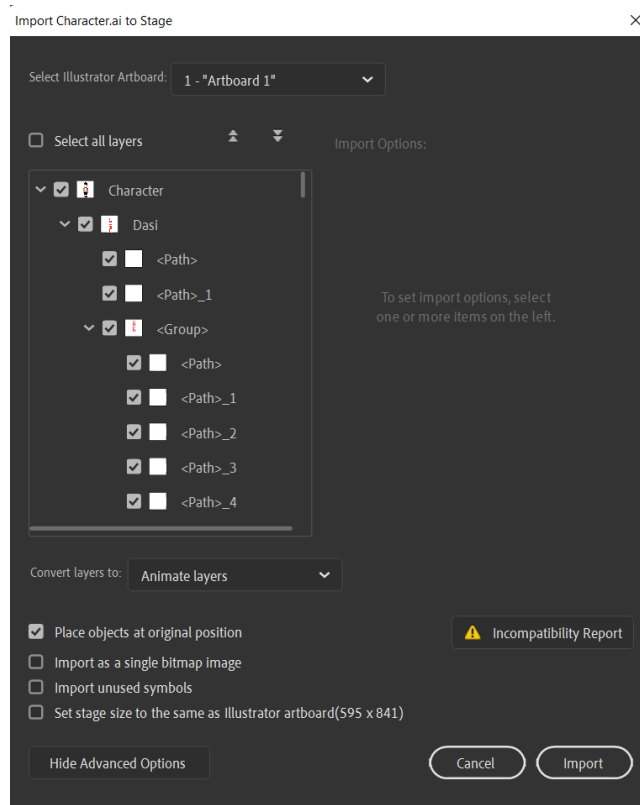 Import Character.ai to Stage
Select Illustrator Artboard: 1 - "Artboard 1"
Select all layers
Import Options:
Character
Dasi
<Path>
<Path>_1
<Group>
<Path>
<Path>_1
<Path>_2
<Path>_3
<Path>_4
To set import options, select
one or more items on the left.
Convert layers to: Animate layers
Place objects at original position
Incompatibility Report
Import as a single bitmap image
Import unused symbols
Set stage size to the same as Illustrator artboard(595 x 841)
Hide Advanced Options
Cancel
Import